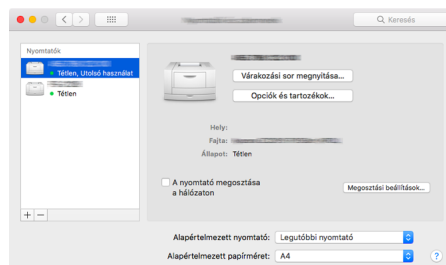 Keresés
Nyomtatók
Tétlen, Utolsó használat
Tétlen
Várakozási sor megnyitása...
Opciók és tartozékok...
Hely:
Fajta:
Állapot: Tétlen
A nyomtató megosztása
a hálózaton
Megosztási beállítások...
+ −
Alapértelmezett nyomtató: Legutóbbi nyomtató
Alapértelmezett papírméret: A4
?